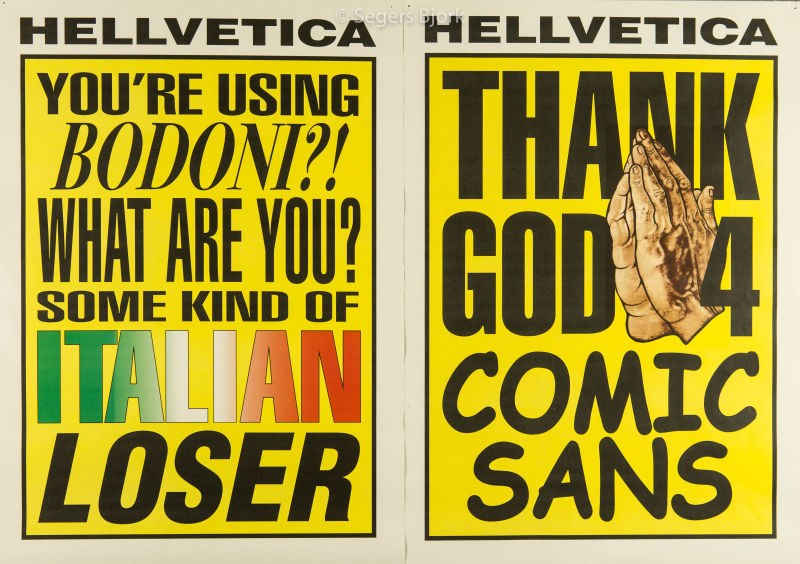 © Segers Bjork
HELLVETICA
YOU'RE USING
BODONI?!
WHAT ARE YOU?
SOME KIND OF
ITALIAN
LOSER
HELLVETICA
THANK
GOD 4
COMIC
SANS